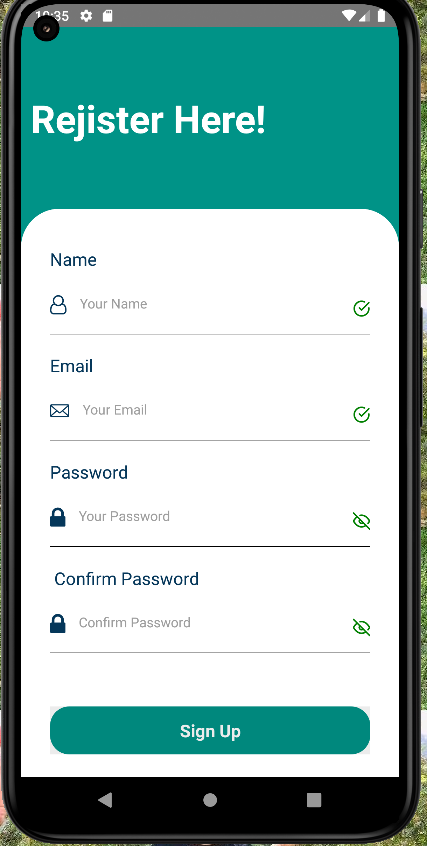 10:35
Rejister Here!
Name
Your Name
Email
Your Email
Password
Your Password
Confirm Password
Confirm Password
Sign Up